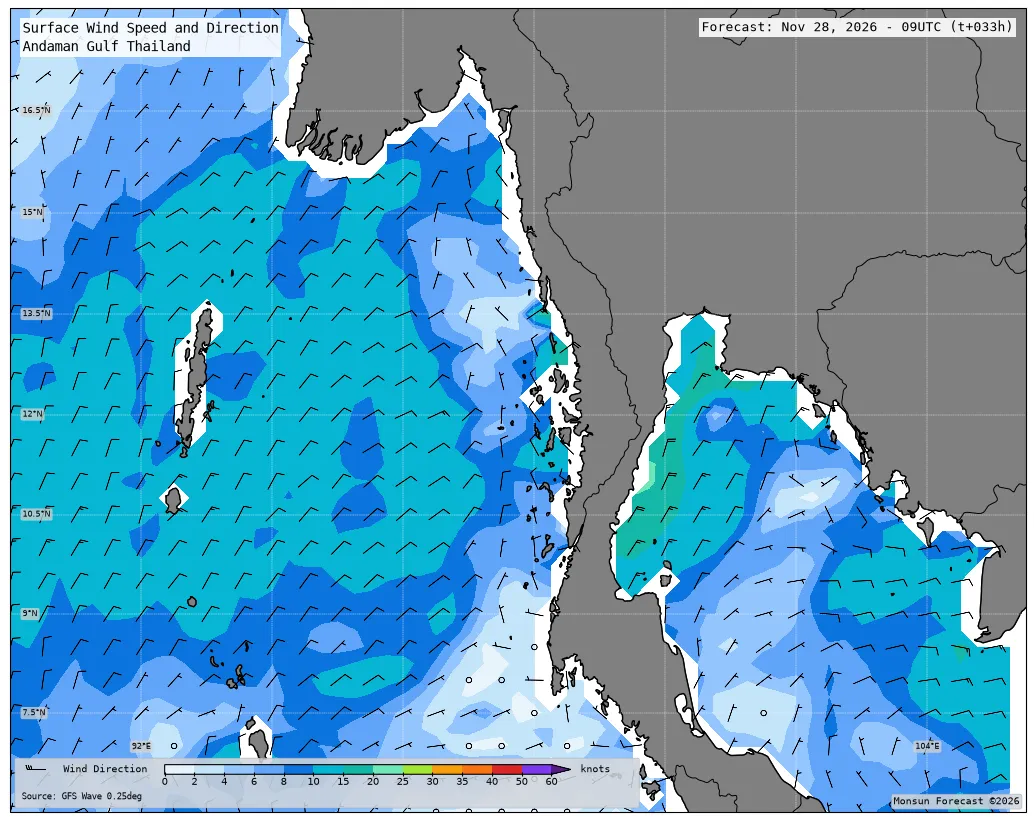 Surface Wind Speed and Direction
Andaman Gulf Thailand
Forecast: Nov 28, 2026 - 09UTC (t+033h)
16.5°N
15°N
13.5°N
12°N
10.5°N
9°N
7.5°N
92°E
104°E
Wind Direction
knots
0 2 4 6 8 10 15 20 25 30 35 40 50 60
Source: GFS Wave 0.25deg
Monsun Forecast ©2026